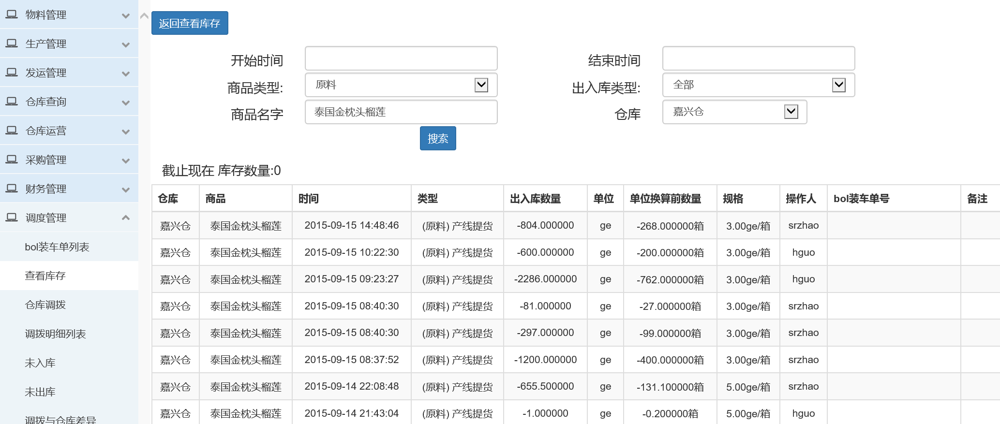 物料管理
生产管理
发运管理
仓库查询
仓库运营
采购管理
财务管理
调度管理
bol装车单列表
查看库存
仓库调拨
调拨明细列表
未入库
未出库
调拨与仓库差异
返回查看库存
开始时间 结束时间
商品类型: 原料 出入库类型: 全部
商品名字 泰国金枕头榴莲 仓库 嘉兴仓
搜索
截止现在 库存数量:0
仓库 商品 时间 类型 出入库数量 单位 单位换算前数量 规格 操作人 bol装车单号 备注
嘉兴仓 泰国金枕头榴莲 2015-09-15 14:48:46 (原料) 产线提货 -804.000000 ge -268.000000箱 3.00ge/箱 srzhao
嘉兴仓 泰国金枕头榴莲 2015-09-15 10:22:30 (原料) 产线提货 -600.000000 ge -200.000000箱 3.00ge/箱 hguo
嘉兴仓 泰国金枕头榴莲 2015-09-15 09:23:27 (原料) 产线提货 -2286.000000 ge -762.000000箱 3.00ge/箱 hguo
嘉兴仓 泰国金枕头榴莲 2015-09-15 08:40:30 (原料) 产线提货 -81.000000 ge -27.000000箱 3.00ge/箱 srzhao
嘉兴仓 泰国金枕头榴莲 2015-09-15 08:40:30 (原料) 产线提货 -297.000000 ge -99.000000箱 3.00ge/箱 srzhao
嘉兴仓 泰国金枕头榴莲 2015-09-15 08:37:52 (原料) 产线提货 -1200.000000 ge -400.000000箱 3.00ge/箱 srzhao
嘉兴仓 泰国金枕头榴莲 2015-09-14 22:08:48 (原料) 产线提货 -655.500000 ge -131.100000箱 5.00ge/箱 srzhao
嘉兴仓 泰国金枕头榴莲 2015-09-14 21:43:04 (原料) 产线提货 -1.000000 ge -0.200000箱 5.00ge/箱 hguo